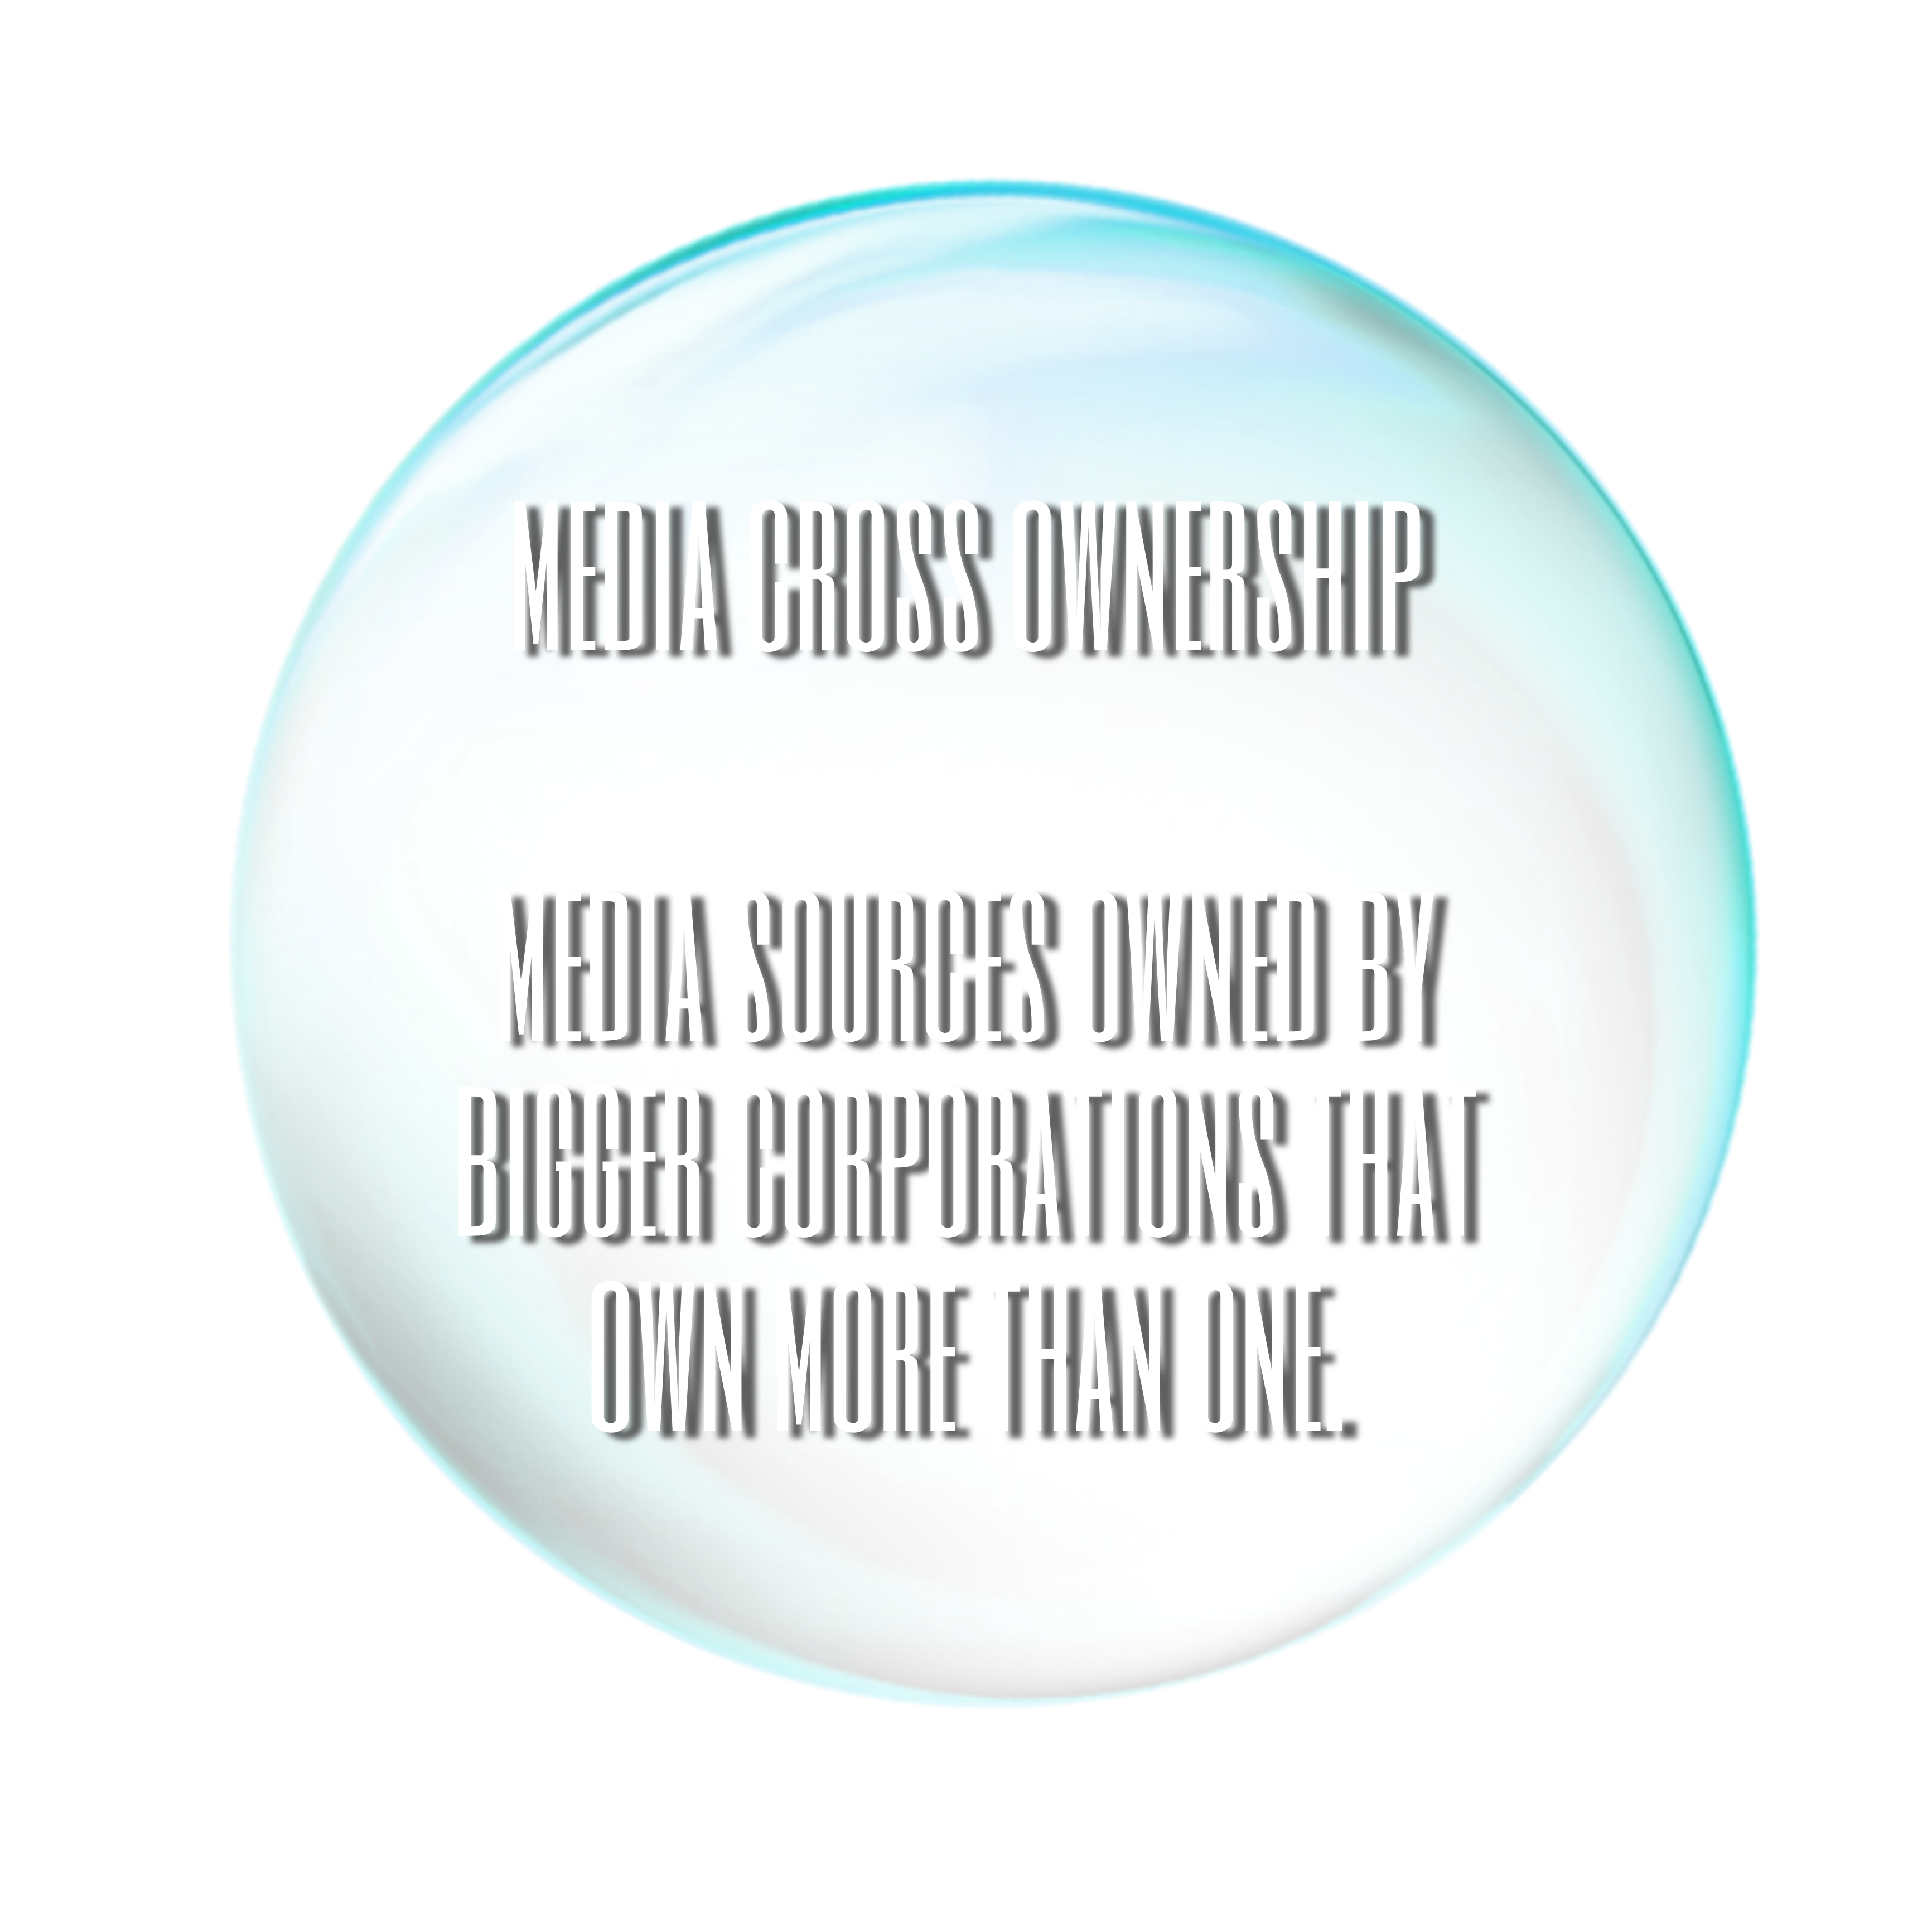 MEDIA CROSS OWNERSHIP
MEDIA SOURCES OWNED BY
BIGGER CORPORATIONS THAT
OWN MORE THAN ONE.